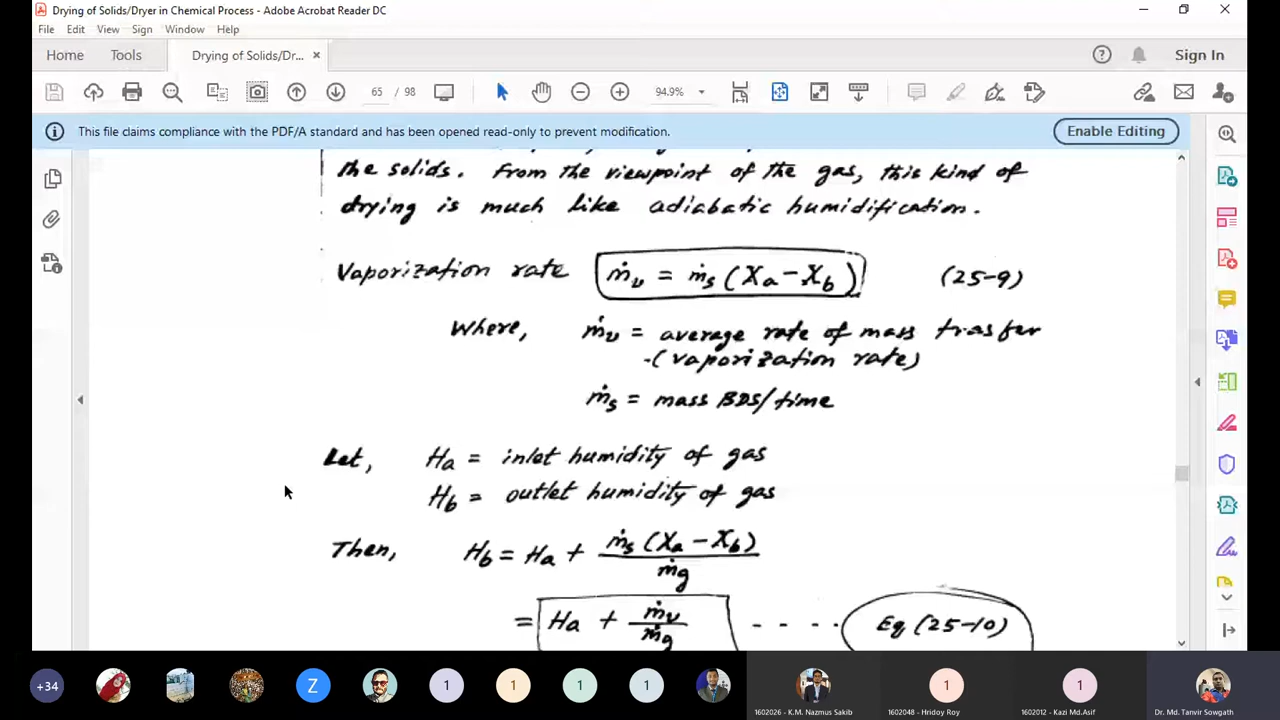 Drying of Solids/Dryer in Chemical Process - Adobe Acrobat Reader DC
File Edit View Sign Window Help
Home Tools Drying of Solids/Dr... × Sign In
65 / 98 94.9%
This file claims compliance with the PDF/A standard and has been opened read-only to prevent modification. Enable Editing
the solids. From the viewpoint of the gas, this kind of
drying is much like adiabatic humidification.
Vaporization rate ṁv = ṁs (Xa − Xb) (25-9)
Where, ṁv = average rate of mass trasfer
(vaporization rate)
ṁs = mass BDS/time
Let, Ha = inlet humidity of gas
Hb = outlet humidity of gas
Then, Hb = Ha + ṁs (Xa − Xb) / ṁg
= Ha + ṁv / ṁg - - - - Eq (25-10)
+34 Z 1 1 1 1 1 1
1602026 - K.M. Nazmus Sakib 1602048 - Hridoy Roy 1602012 - Kazi Md.Asif Dr. Md. Tanvir Sowgath